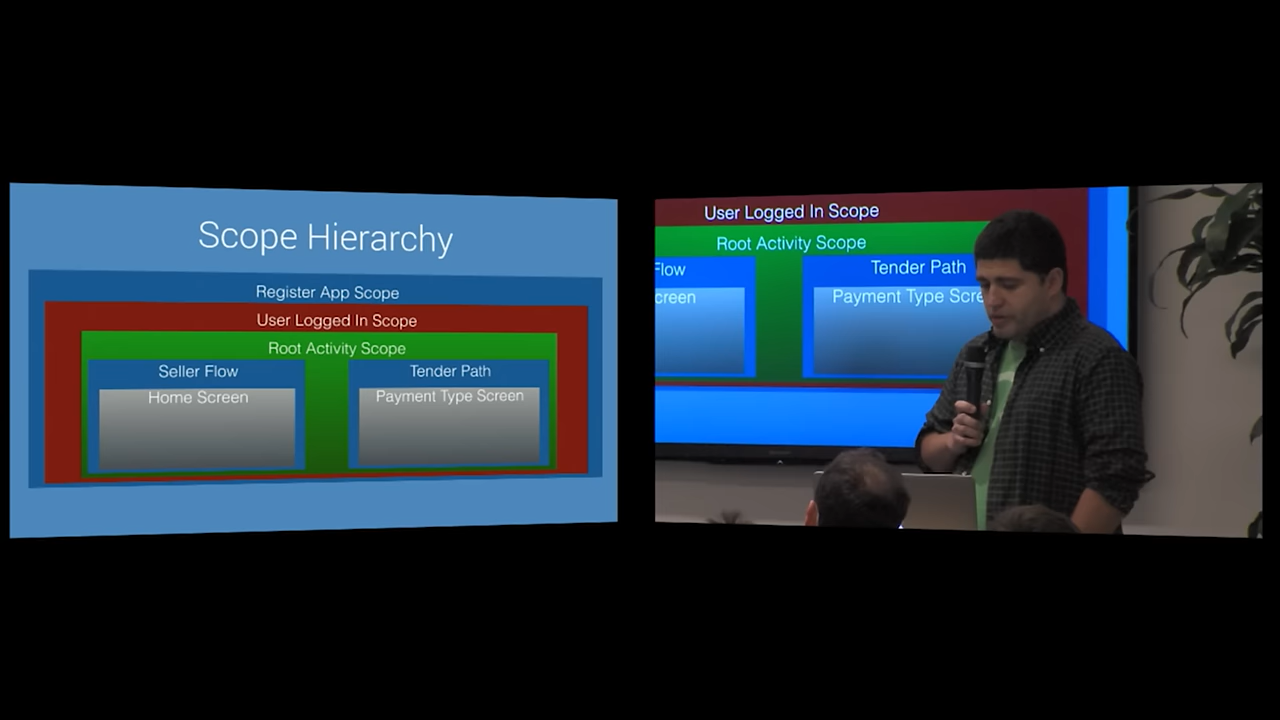 Scope Hierarchy
Register App Scope
User Logged In Scope
Root Activity Scope
Seller Flow
Tender Path
Home Screen
Payment Type Screen
User Logged In Scope
Root Activity Scope
Flow
Tender Path
creen
Payment Type Scre